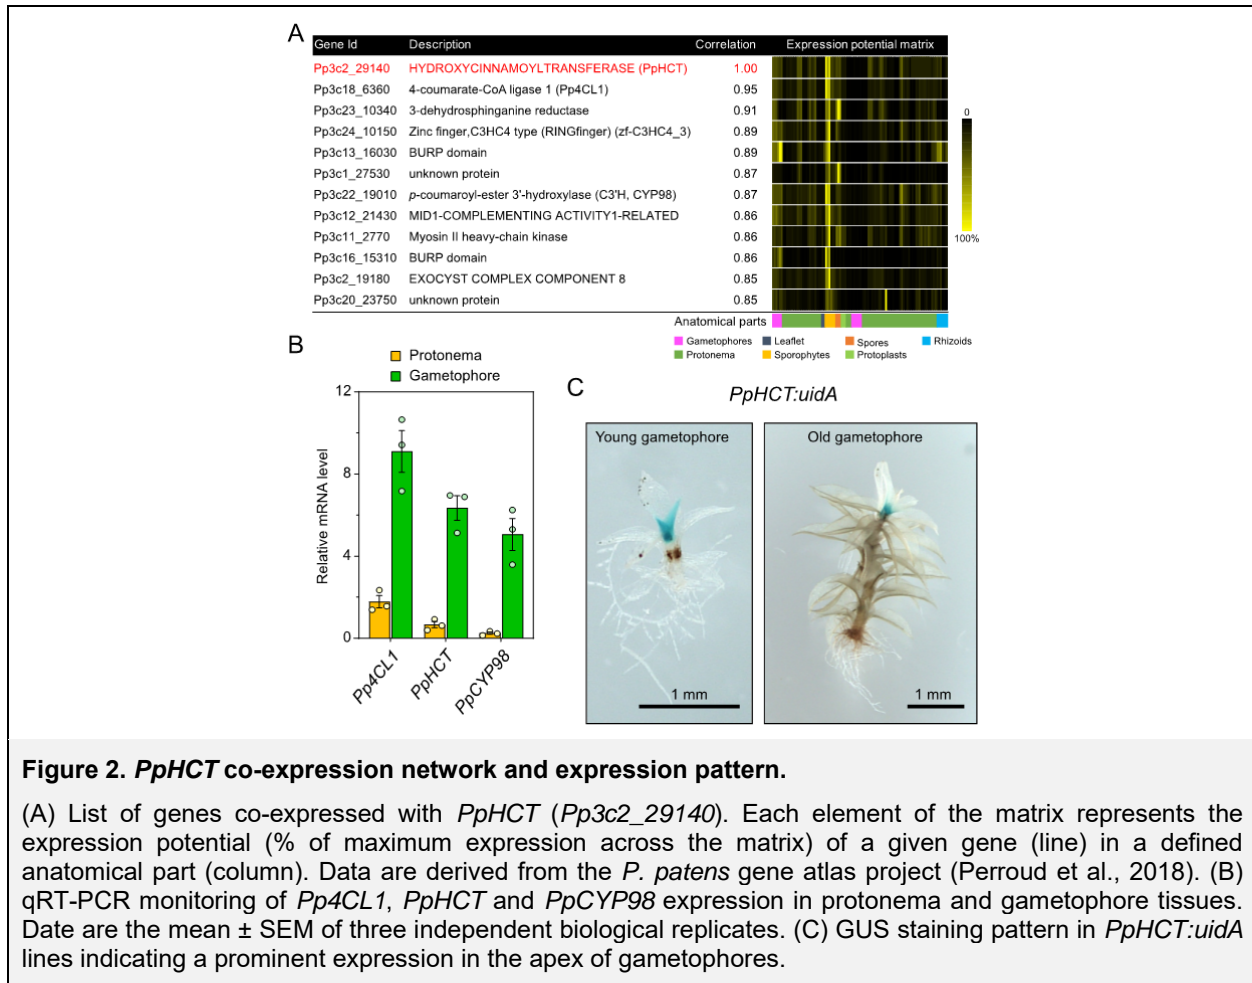 A
Gene Id Description Correlation Expression potential matrix
Pp3c2_29140 HYDROXYCINNAMOYLTRANSFERASE (PpHCT) 1.00
Pp3c18_6360 4-coumarate-CoA ligase 1 (Pp4CL1) 0.95
Pp3c23_10340 3-dehydrosphinganine reductase 0.91
Pp3c24_10150 Zinc finger,C3HC4 type (RINGfinger) (zf-C3HC4_3) 0.89
Pp3c13_16030 BURP domain 0.89
Pp3c1_27530 unknown protein 0.87
Pp3c22_19010 p-coumaroyl-ester 3'-hydroxylase (C3'H, CYP98) 0.87
Pp3c12_21430 MID1-COMPLEMENTING ACTIVITY1-RELATED 0.86
Pp3c11_2770 Myosin II heavy-chain kinase 0.86
Pp3c16_15310 BURP domain 0.86
Pp3c2_19180 EXOCYST COMPLEX COMPONENT 8 0.85
Pp3c20_23750 unknown protein 0.85
0
100%
Anatomical parts
Gametophores Leaflet Spores Rhizoids
Protonema Sporophytes Protoplasts
B
Protonema
Gametophore
Relative mRNA level
12
8
4
0
Pp4CL1 PpHCT PpCYP98
C
PpHCT:uidA
Young gametophore Old gametophore
1 mm 1 mm
Figure 2. PpHCT co-expression network and expression pattern.
(A) List of genes co-expressed with PpHCT (Pp3c2_29140). Each element of the matrix represents the
expression potential (% of maximum expression across the matrix) of a given gene (line) in a defined
anatomical part (column). Data are derived from the P. patens gene atlas project (Perroud et al., 2018). (B)
qRT-PCR monitoring of Pp4CL1, PpHCT and PpCYP98 expression in protonema and gametophore tissues.
Date are the mean ± SEM of three independent biological replicates. (C) GUS staining pattern in PpHCT:uidA
lines indicating a prominent expression in the apex of gametophores.